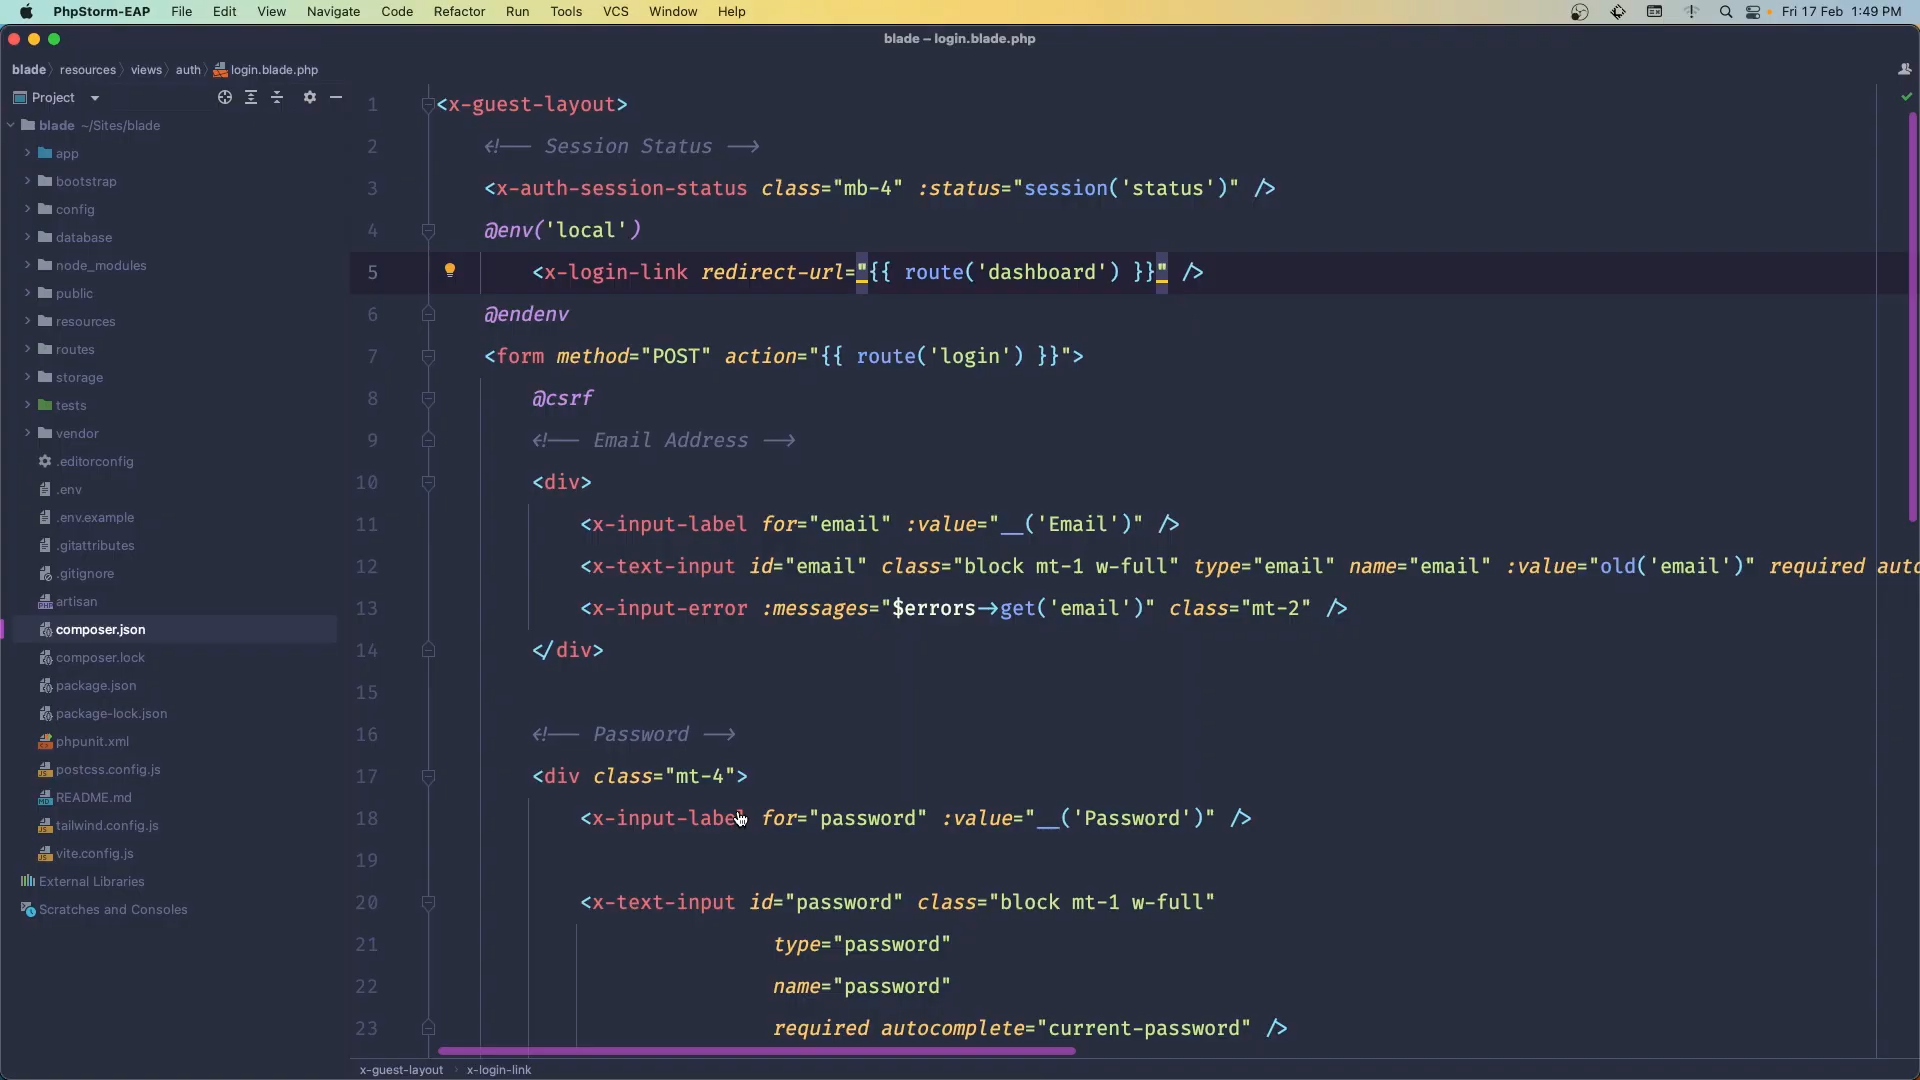 PhpStorm-EAP File Edit View Navigate Code Refactor Run Tools VCS Window Help Fri 17 Feb 1:49 PM
blade – login.blade.php
blade resources views auth login.blade.php
Project
blade ~/Sites/blade
app
bootstrap
config
database
node_modules
public
resources
routes
storage
tests
vendor
.editorconfig
.env
.env.example
.gitattributes
.gitignore
artisan
composer.json
composer.lock
package.json
package-lock.json
phpunit.xml
postcss.config.js
README.md
tailwind.config.js
vite.config.js
External Libraries
Scratches and Consoles
1 <x-guest-layout>
2 <!-- Session Status -->
3 <x-auth-session-status class="mb-4" :status="session('status')" />
4 @env('local')
5 <x-login-link redirect-url="{{ route('dashboard') }}" />
6 @endenv
7 <form method="POST" action="{{ route('login') }}">
8 @csrf
9 <!-- Email Address -->
10 <div>
11 <x-input-label for="email" :value="__('Email')" />
12 <x-text-input id="email" class="block mt-1 w-full" type="email" name="email" :value="old('email')" required auto
13 <x-input-error :messages="$errors->get('email')" class="mt-2" />
14 </div>
15
16 <!-- Password -->
17 <div class="mt-4">
18 <x-input-label for="password" :value="__('Password')" />
19
20 <x-text-input id="password" class="block mt-1 w-full"
21 type="password"
22 name="password"
23 required autocomplete="current-password" />
x-guest-layout x-login-link